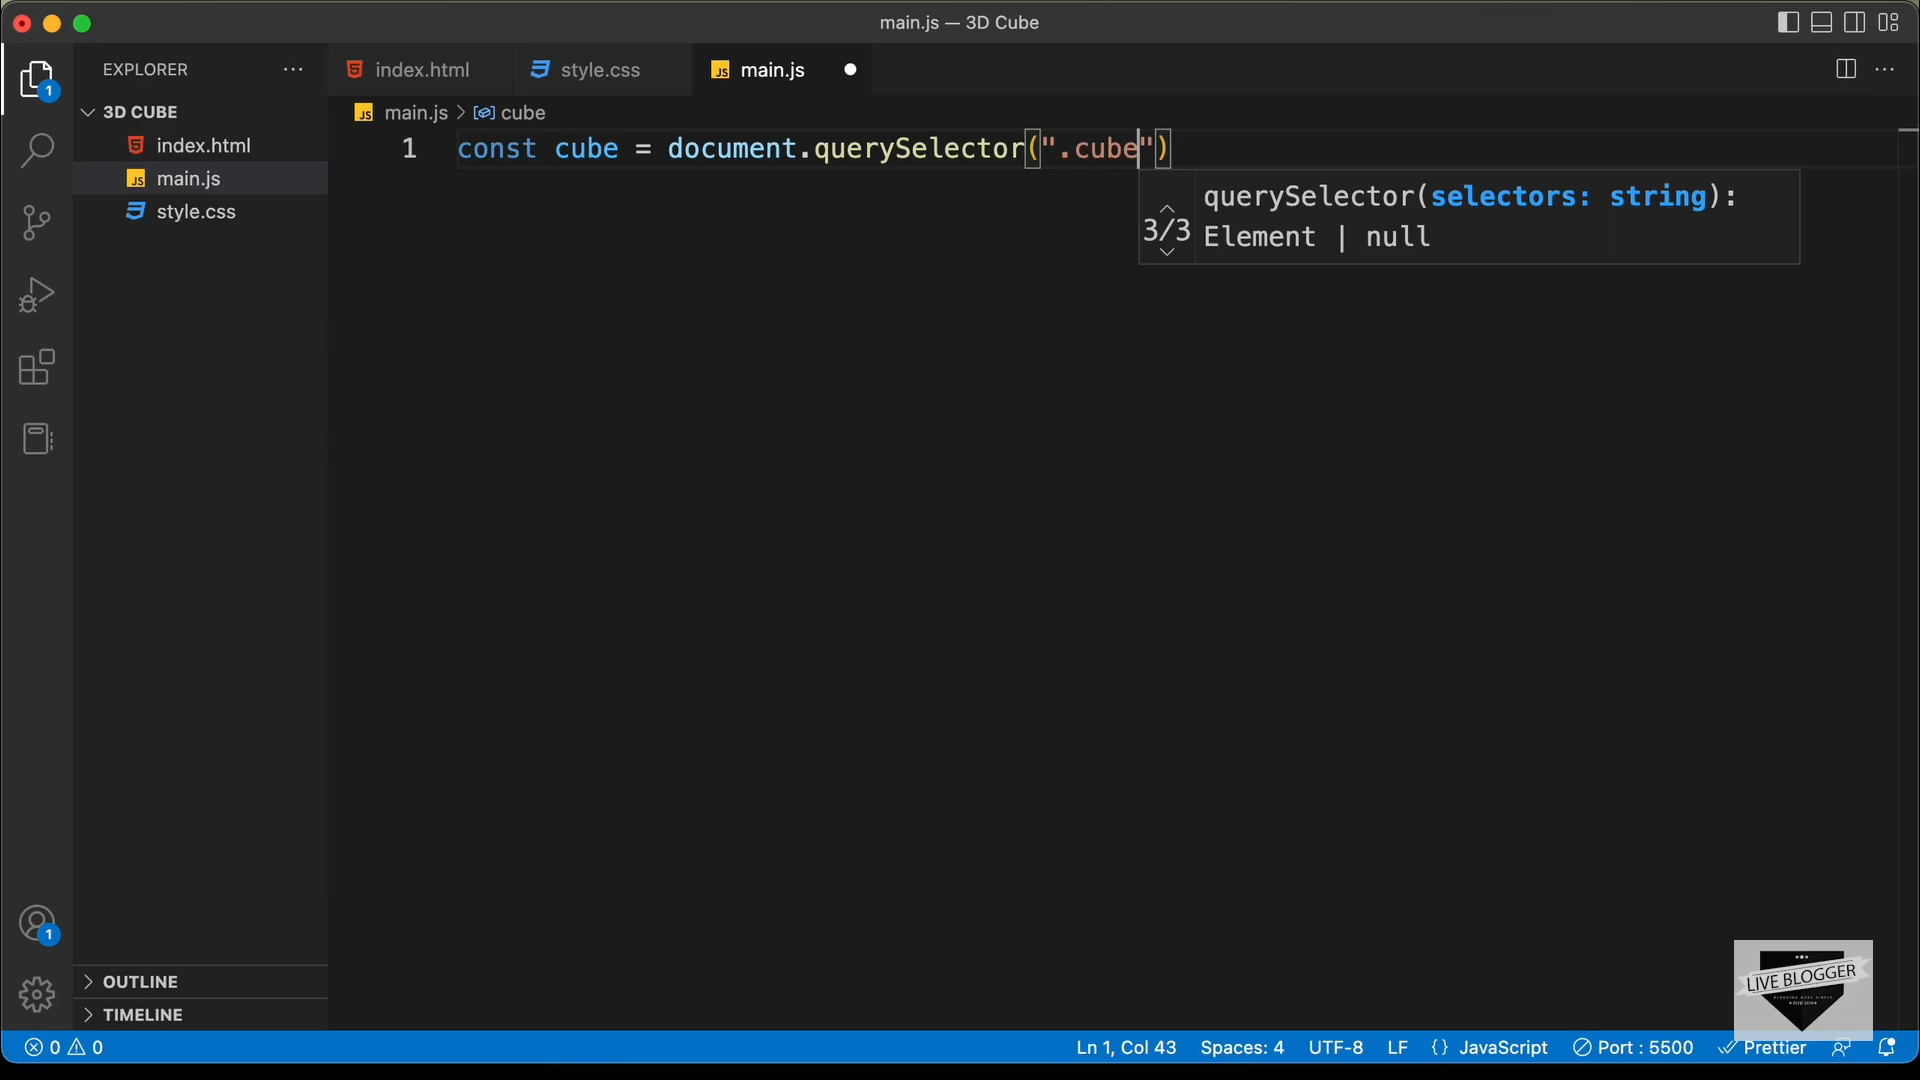 main.js — 3D Cube
EXPLORER
index.html
style.css
main.js
3D CUBE
main.js > cube
index.html
main.js
style.css
1 const cube = document.querySelector(".cube")
3/3 querySelector(selectors: string):
Element | null
1
1
OUTLINE
TIMELINE
LIVE BLOGGER
0 0
Ln 1, Col 43 Spaces: 4 UTF-8 LF {} JavaScript Port : 5500 Prettier